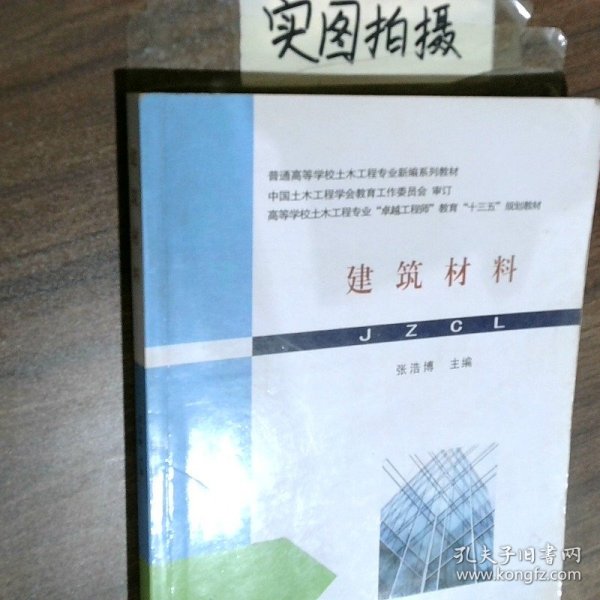 实图拍摄
普通高等学校土木工程专业新编系列教材
中国土木工程学会教育工作委员会 审订
高等学校土木工程专业“卓越工程师”教育“十三五”规划教材
建筑材料
JZCL
张浩博 主编
孔夫子旧书网
www.kongfz.com